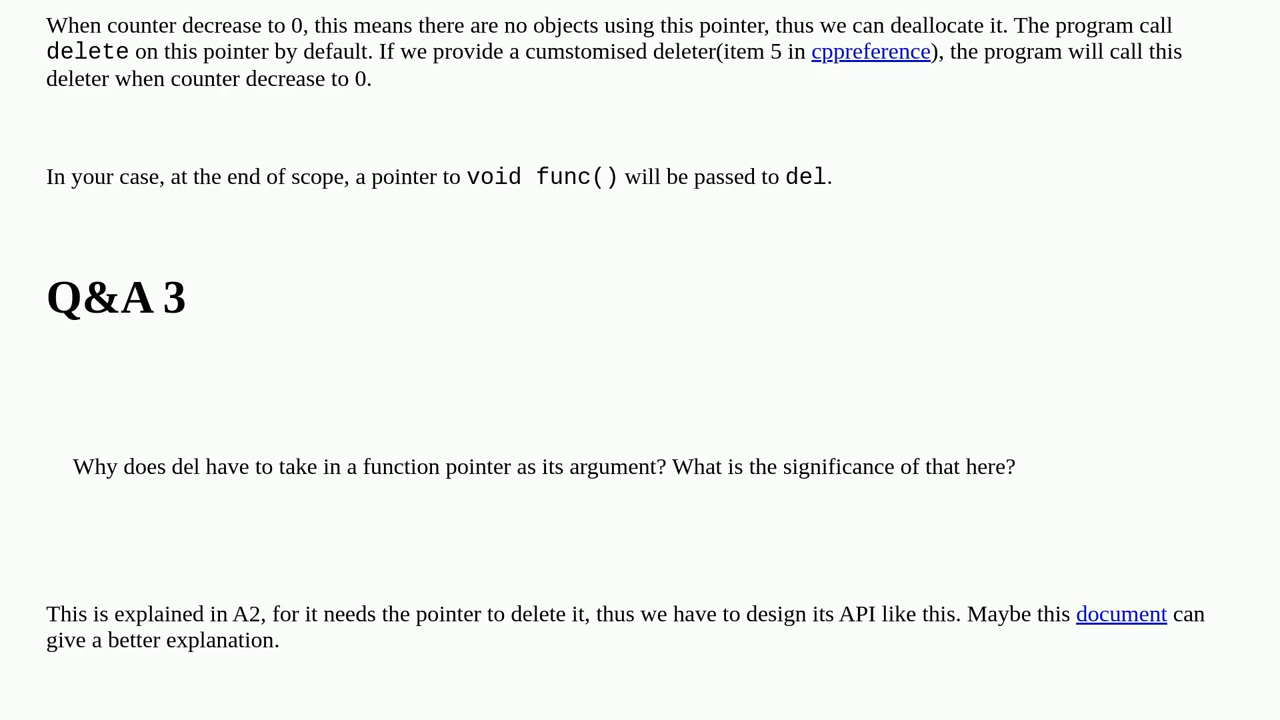 When counter decrease to 0, this means there are no objects using this pointer, thus we can deallocate it. The program call
delete on this pointer by default. If we provide a cumstomised deleter(item 5 in cppreference), the program will call this
deleter when counter decrease to 0.
In your case, at the end of scope, a pointer to void func() will be passed to del.
Q&A 3
Why does del have to take in a function pointer as its argument? What is the significance of that here?
This is explained in A2, for it needs the pointer to delete it, thus we have to design its API like this. Maybe this document can
give a better explanation.